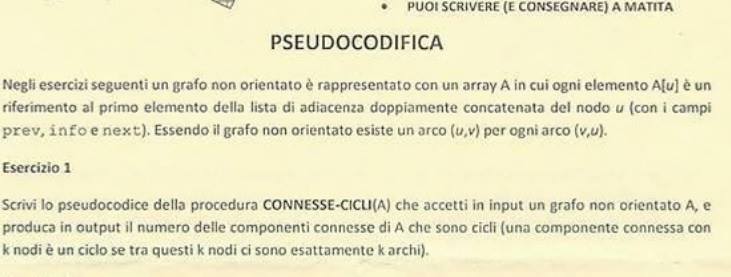 • PUOI SCRIVERE (E CONSEGNARE) A MATITA
PSEUDOCODIFICA
Negli esercizi seguenti un grafo non orientato è rappresentato con un array A in cui ogni elemento A[u] è un
riferimento al primo elemento della lista di adiacenza doppiamente concatenata del nodo u (con i campi
prev, info e next). Essendo il grafo non orientato esiste un arco (u,v) per ogni arco (v,u).
Esercizio 1
Scrivi lo pseudocodice della procedura CONNESSE-CICLI(A) che accetti in input un grafo non orientato A, e
produca in output il numero delle componenti connesse di A che sono cicli (una componente connessa con
k nodi è un ciclo se tra questi k nodi ci sono esattamente k archi).